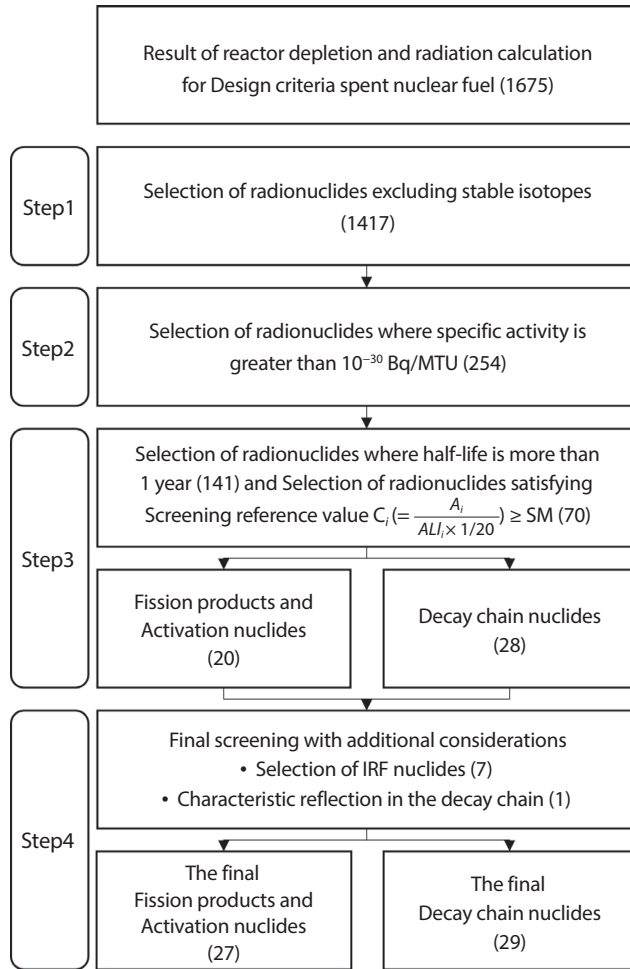 Result of reactor depletion and radiation calculation
for Design criteria spent nuclear fuel (1675)
Step1
Selection of radionuclides excluding stable isotopes
(1417)
Step2
Selection of radionuclides where specific activity is
greater than 10⁻³⁰ Bq/MTU (254)
Step3
Selection of radionuclides where half-life is more than
1 year (141) and Selection of radionuclides satisfying
Screening reference value Cᵢ (= Aᵢ / ALIᵢ × 1/20) ≥ SM (70)
Fission products and
Activation nuclides
(20)
Decay chain nuclides
(28)
Step4
Final screening with additional considerations
• Selection of IRF nuclides (7)
• Characteristic reflection in the decay chain (1)
The final
Fission products and
Activation nuclides
(27)
The final
Decay chain nuclides
(29)